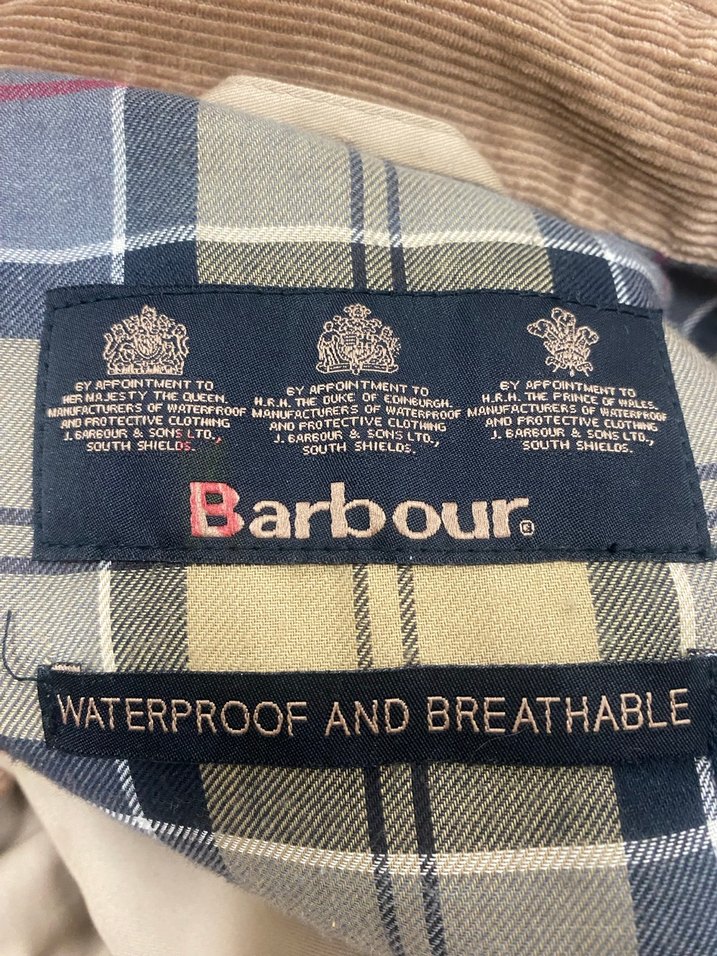 BY APPOINTMENT TO
HER MAJESTY THE QUEEN,
MANUFACTURERS OF WATERPROOF
AND PROTECTIVE CLOTHING
J. BARBOUR & SONS LTD.,
SOUTH SHIELDS.
BY APPOINTMENT TO
H.R.H. THE DUKE OF EDINBURGH,
MANUFACTURERS OF WATERPROOF
AND PROTECTIVE CLOTHING
J. BARBOUR & SONS LTD.,
SOUTH SHIELDS.
BY APPOINTMENT TO
H.R.H. THE PRINCE OF WALES,
MANUFACTURERS OF WATERPROOF
AND PROTECTIVE CLOTHING
J. BARBOUR & SONS LTD.,
SOUTH SHIELDS.
Barbour®
WATERPROOF AND BREATHABLE